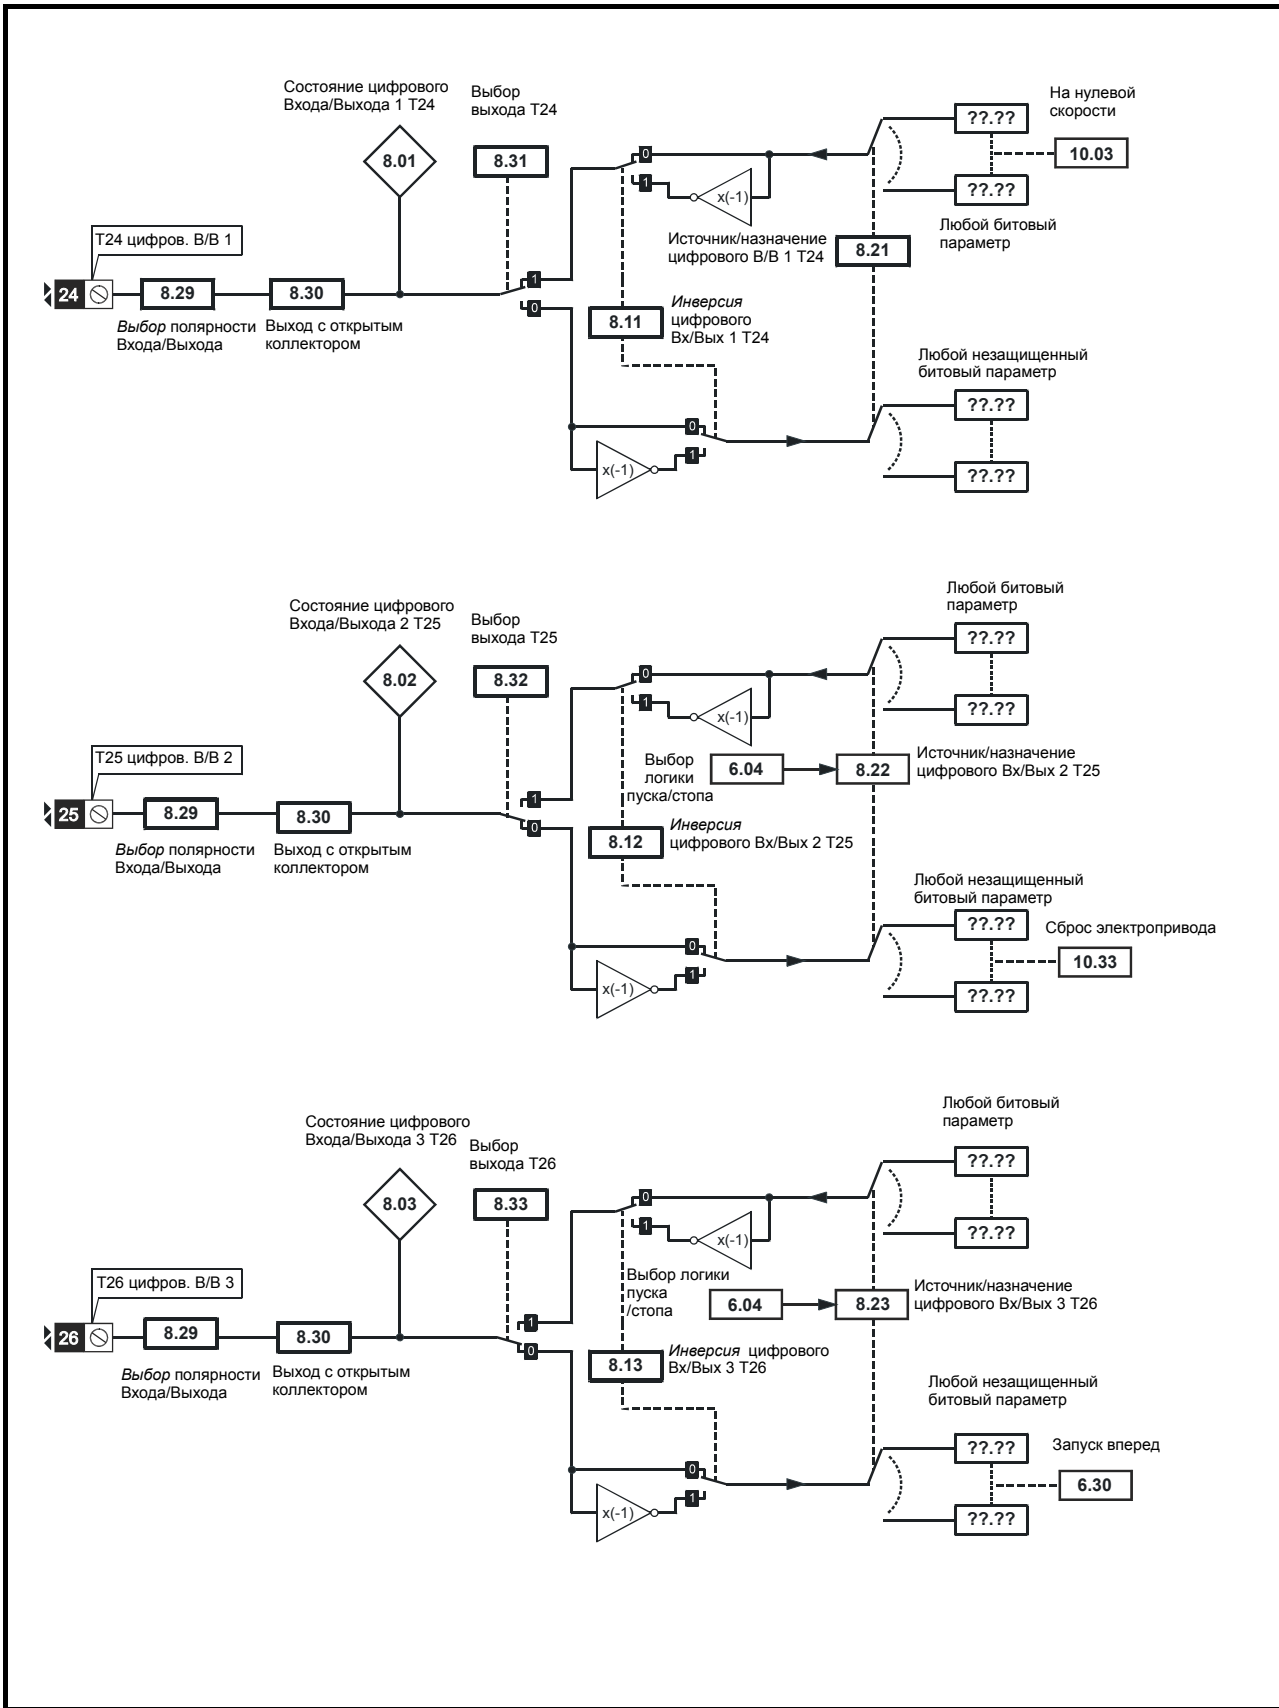 Состояние цифрового
Входа/Выхода 1 T24
Выбор
выхода T24
На нулевой
скорости
??.??
10.03
8.01
8.31
0
1
x(-1)
??.??
Любой битовый
параметр
T24 цифров. В/В 1
Источник/назначение
цифрового В/В 1 T24
8.21
24
8.29
8.30
1
0
Выбор полярности
Входа/Выхода
Выход с открытым
коллектором
8.11
Инверсия
цифрового
Вх/Вых 1 T24
Любой незащищенный
битовый параметр
??.??
0
1
x(-1)
??.??
Состояние цифрового
Входа/Выхода 2 T25
Выбор
выхода T25
Любой битовый
параметр
??.??
8.02
8.32
0
1
x(-1)
??.??
T25 цифров. В/В 2
Выбор
логики
пуска/стопа
6.04
8.22
Источник/назначение
цифрового Вх/Вых 2 T25
25
8.29
8.30
1
0
Выбор полярности
Входа/Выхода
Выход с открытым
коллектором
8.12
Инверсия
цифрового Вх/Вых 2 T25
Любой незащищенный
битовый параметр
??.??
Сброс электропривода
10.33
0
1
x(-1)
??.??
Состояние цифрового
Входа/Выхода 3 T26
Выбор
выхода T26
Любой битовый
параметр
??.??
8.03
8.33
0
1
x(-1)
??.??
T26 цифров. В/В 3
Выбор логики
пуска
/стопа
6.04
8.23
Источник/назначение
цифрового Вх/Вых 3 T26
26
8.29
8.30
1
0
Выбор полярности
Входа/Выхода
Выход с открытым
коллектором
8.13
Инверсия цифрового
Вх/Вых 3 T26
Любой незащищенный
битовый параметр
??.??
Запуск вперед
6.30
0
1
x(-1)
??.??